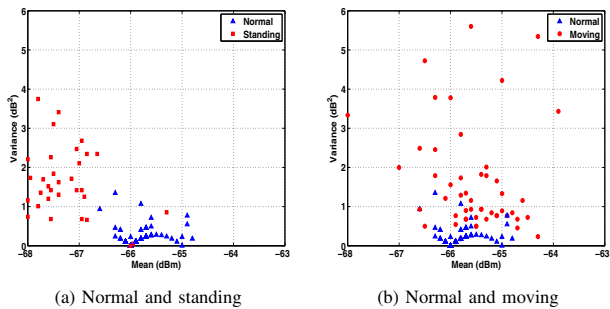 6
5
4
3
2
1
0
−68
−67
−66
−65
−64
−63
Mean (dBm)
Variance (dB²)
Normal
Standing
(a) Normal and standing
6
5
4
3
2
1
0
−68
−67
−66
−65
−64
−63
Mean (dBm)
Variance (dB²)
Normal
Moving
(b) Normal and moving